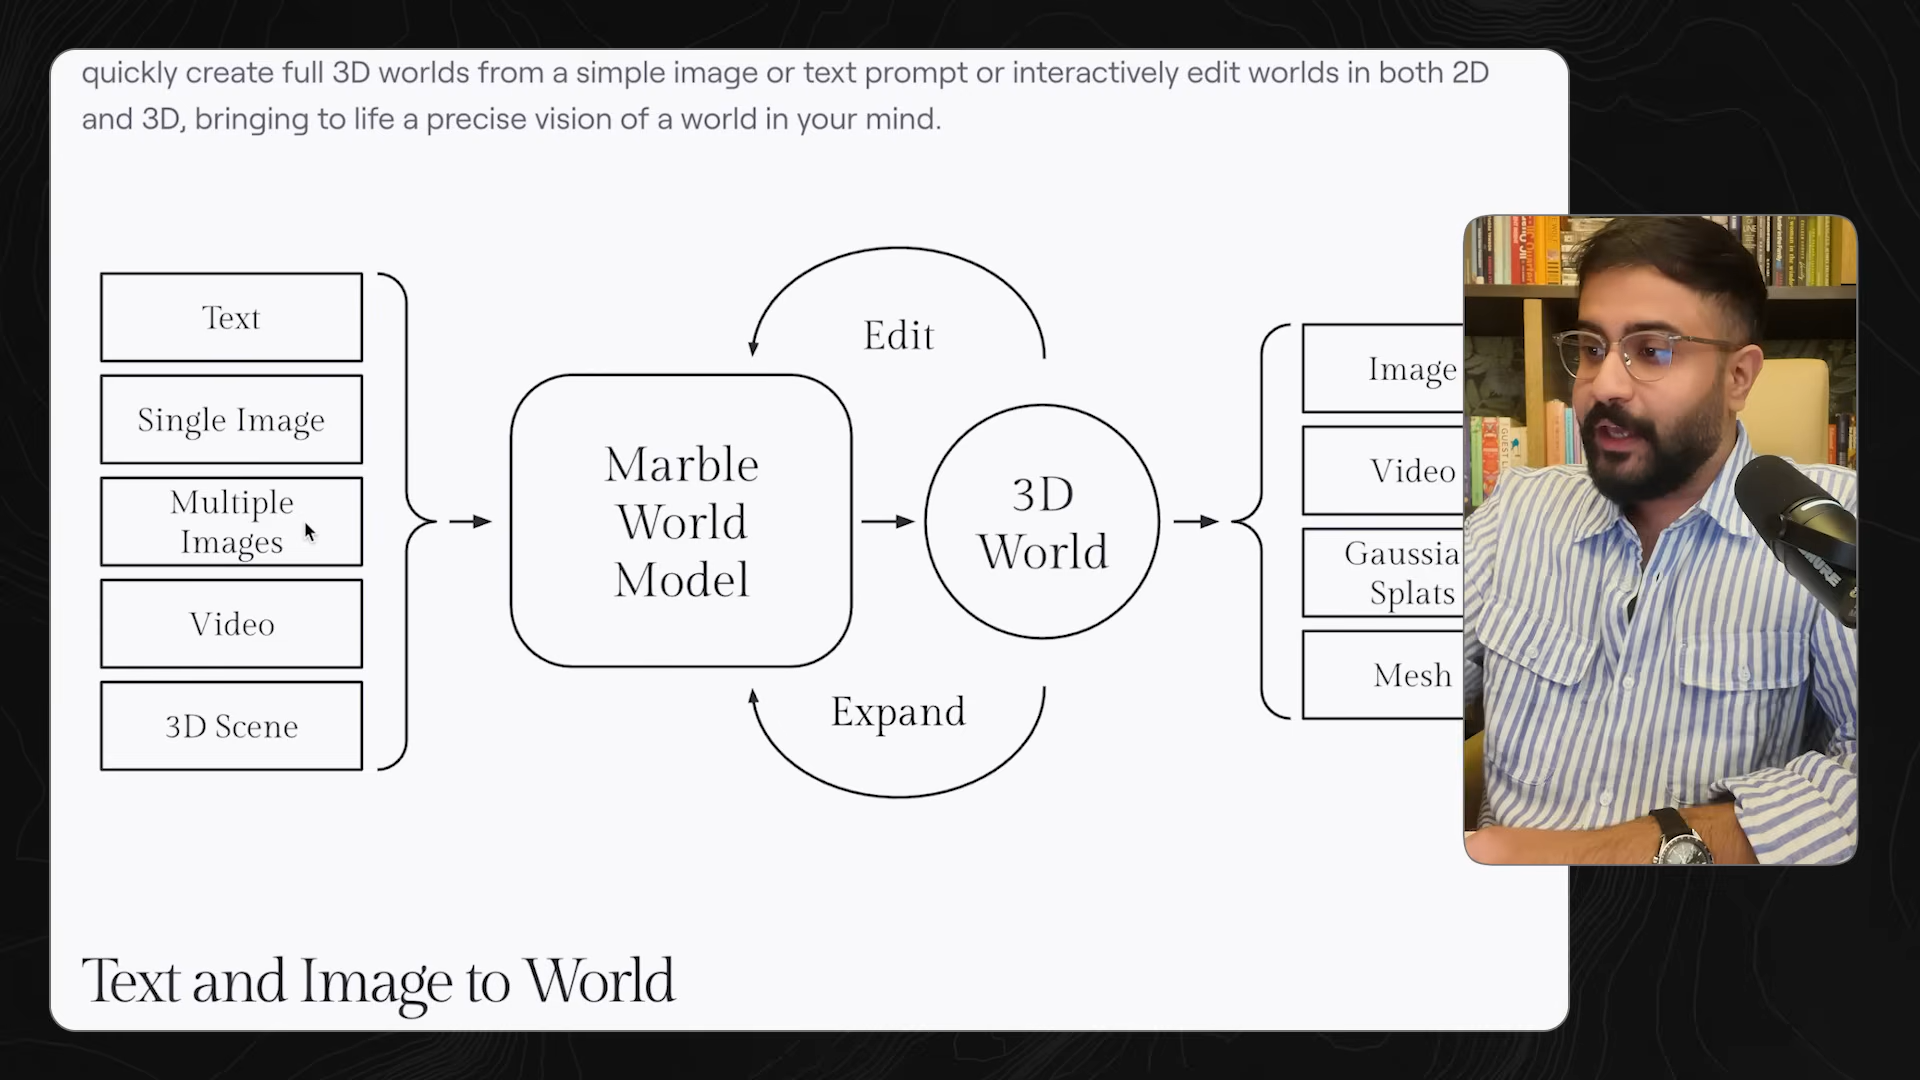 quickly create full 3D worlds from a simple image or text prompt or interactively edit worlds in both 2D
and 3D, bringing to life a precise vision of a world in your mind.
Text
Single Image
Multiple
Images
Video
3D Scene
Marble
World
Model
Edit
3D
World
Expand
Image
Video
Gaussia
Splats
Mesh
Text and Image to World
SHURE